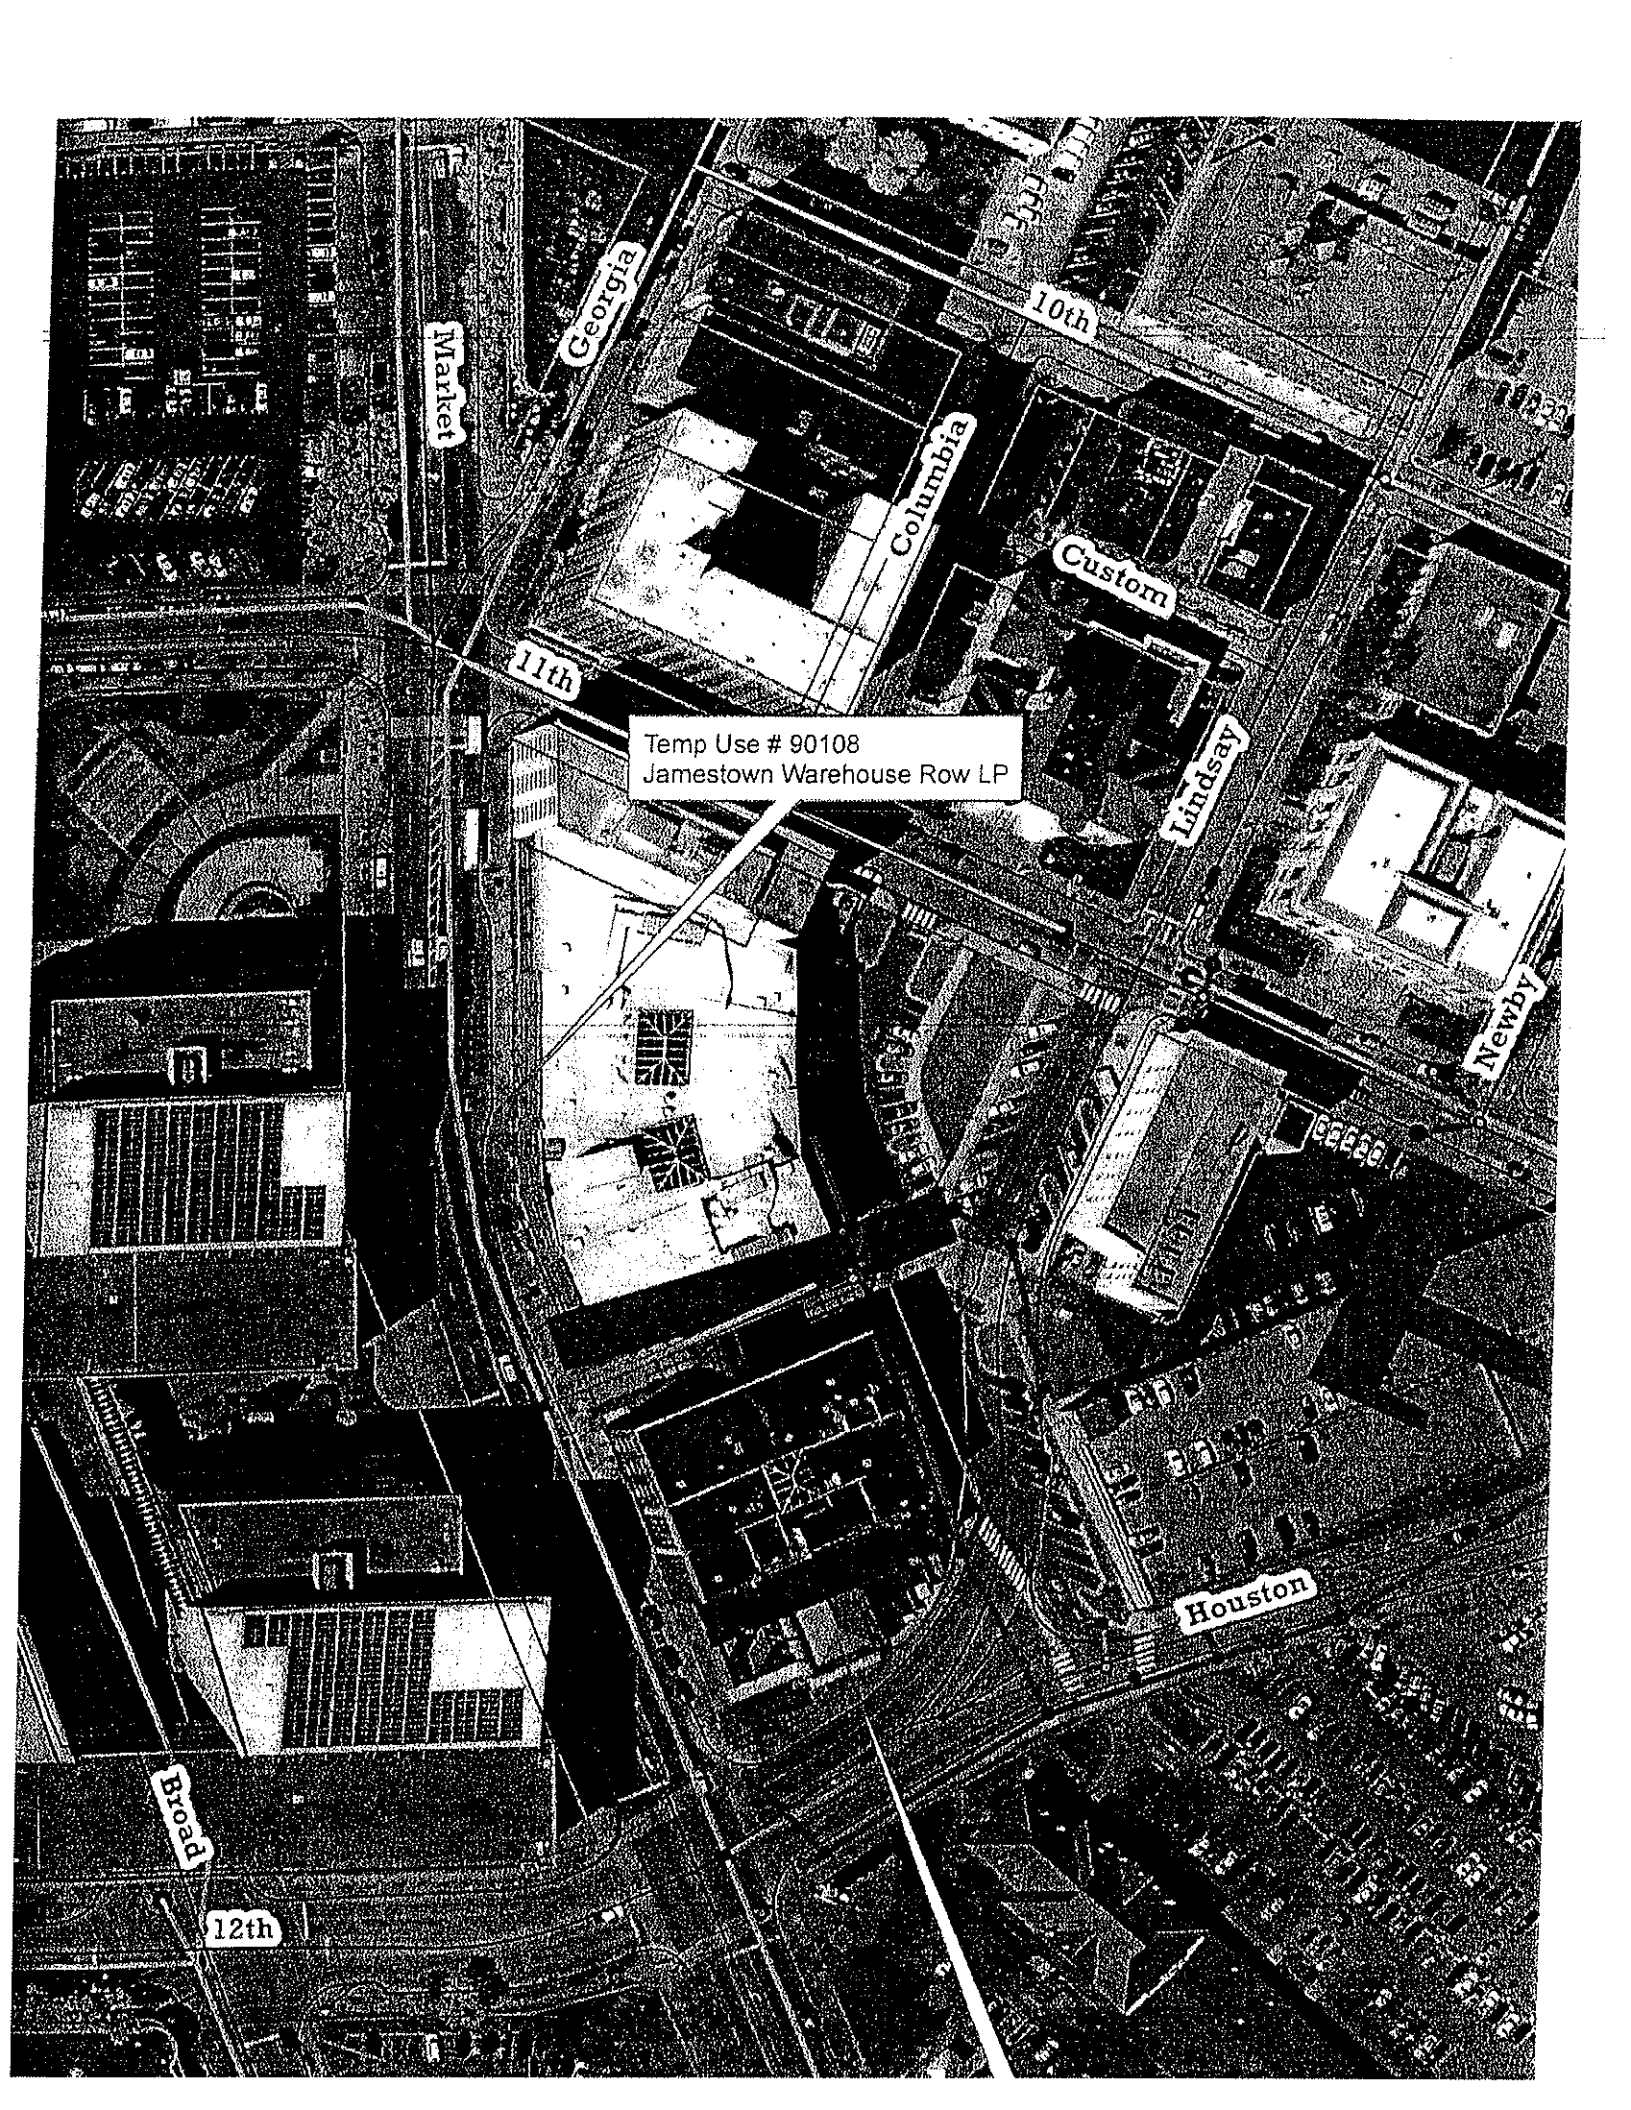 Georgia
10th
Market
Columbia
Custom
11th
Temp Use # 90108
Jamestown Warehouse Row LP
Lindsay
Newby
Houston
Broad
12th